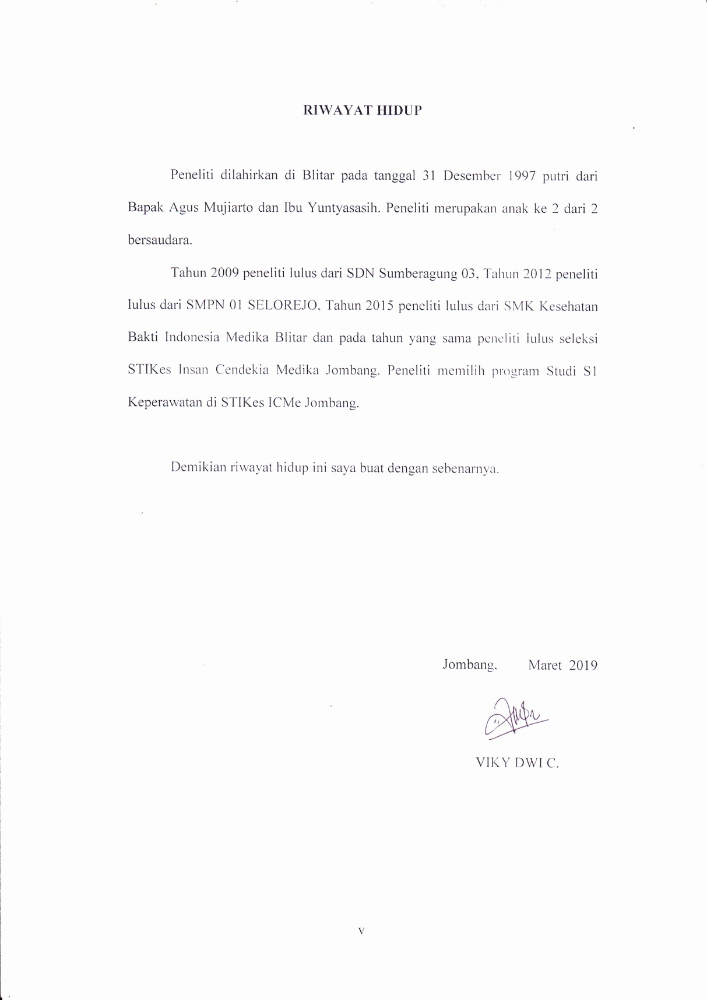 RIWAYAT HIDUP
Peneliti dilahirkan di Blitar pada tanggal 31 Desember 1997 putri dari
Bapak Agus Mujiarto dan Ibu Yuntyasasih. Peneliti merupakan anak ke 2 dari 2
bersaudara.
Tahun 2009 peneliti lulus dari SDN Sumberagung 03, Tahun 2012 peneliti
lulus dari SMPN 01 SELOREJO, Tahun 2015 peneliti lulus dari SMK Kesehatan
Bakti Indonesia Medika Blitar dan pada tahun yang sama peneliti lulus seleksi
STIKes Insan Cendekia Medika Jombang. Peneliti memilih program Studi S1
Keperawatan di STIKes ICMe Jombang.
Demikian riwayat hidup ini saya buat dengan sebenarnya.
Jombang, Maret 2019
VIKY DWI C.
v